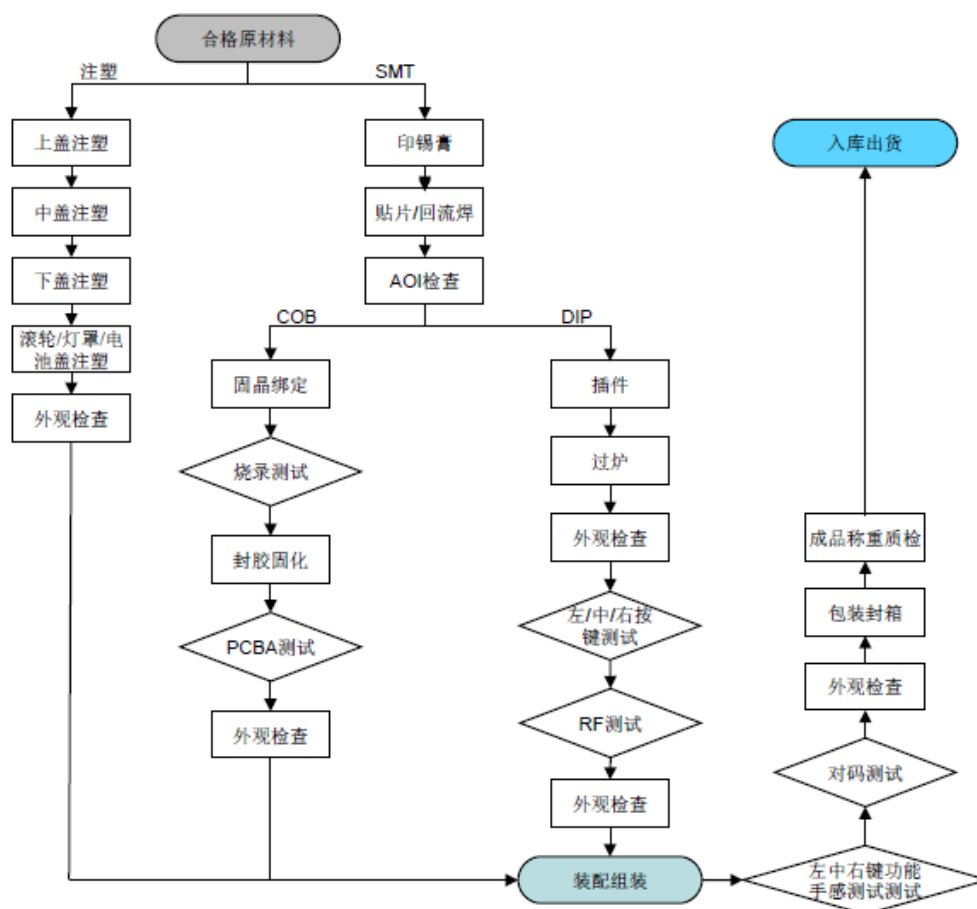 合格原材料
注塑
SMT
上盖注塑
中盖注塑
下盖注塑
滚轮/灯罩/电
池盖注塑
外观检查
印锡膏
贴片/回流焊
AOI检查
COB
DIP
固晶绑定
烧录测试
封胶固化
PCBA测试
外观检查
插件
过炉
外观检查
左/中/右按
键测试
RF测试
外观检查
装配组装
左中右键功能
手感测试测试
对码测试
外观检查
包装封箱
成品称重质检
入库出货